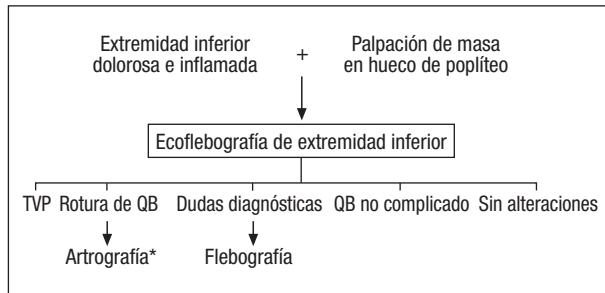 Extremidad inferior
dolorosa e inflamada
+
Palpación de masa
en hueco de poplíteo
Ecoflebografía de extremidad inferior
TVP Rotura de QB Dudas diagnósticas QB no complicado Sin alteraciones
Artrografía* Flebografía